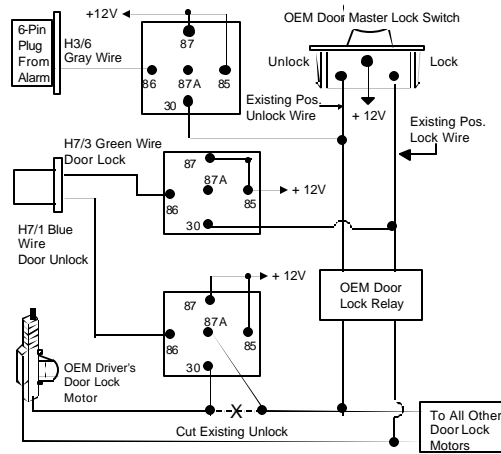 +12V
OEM Door Master Lock Switch
6-Pin
Plug
From
Alarm
H3/6
Gray Wire
87
86
87A
85
30
Unlock
Lock
Existing Pos.
Unlock Wire
+ 12V
Existing Pos.
Lock Wire
H7/3 Green Wire
Door Lock
87
87A
86
85
+ 12V
30
H7/1 Blue
Wire
Door Unlock
+ 12V
OEM Door
Lock Relay
87
87A
86
85
30
OEM Driver's
Door Lock
Motor
X
Cut Existing Unlock
To All Other
Door Lock
Motors